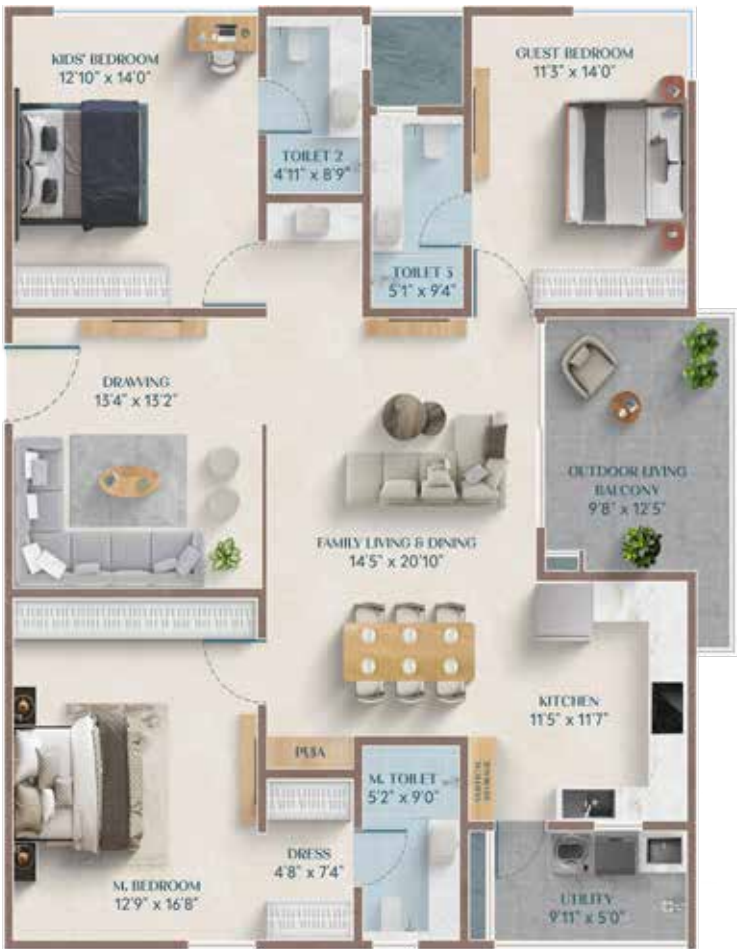 KIDS' BEDROOM
12'10" x 14'0"
GUEST BEDROOM
11'3" x 14'0"
TOILET 2
4'11" x 8'9"
TOILET 3
5'1" x 9'4"
DRAWING
13'4" x 13'2"
OUTDOOR LIVING
BALCONY
9'8" x 12'5"
FAMILY LIVING & DINING
14'5" x 20'10"
KITCHEN
11'5" x 11'7"
PUJA
M. TOILET
5'2" x 9'0"
VERTICAL
STORAGE
DRESS
4'8" x 7'4"
M. BEDROOM
12'9" x 16'8"
UTILITY
9'11" x 5'0"